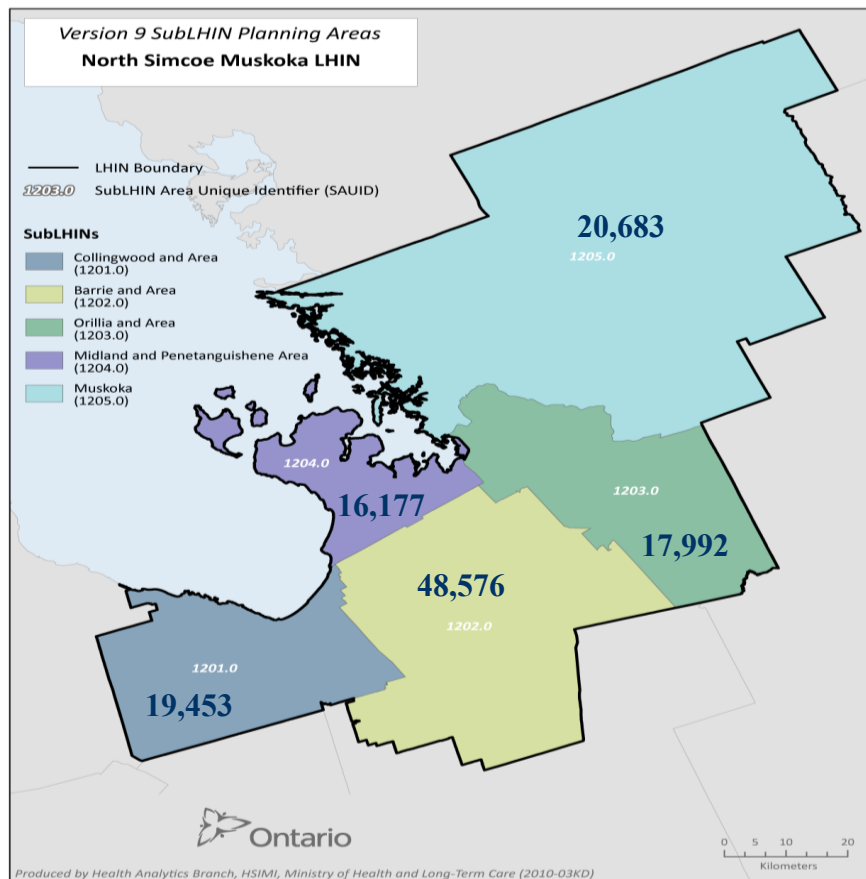 Version 9 SubLHIN Planning Areas
North Simcoe Muskoka LHIN
LHIN Boundary
1203.0 SubLHIN Area Unique Identifier (SAUID)
SubLHINs
Collingwood and Area
(1201.0)
Barrie and Area
(1202.0)
Orillia and Area
(1203.0)
Midland and Penetanguishene Area
(1204.0)
Muskoka
(1205.0)
20,683
1205.0
1204.0
16,177
1203.0
17,992
48,576
1202.0
1201.0
19,453
Ontario
0 5 10 20
Kilometers
Produced by Health Analytics Branch, HSIMI, Ministry of Health and Long-Term Care (2010-03KD)